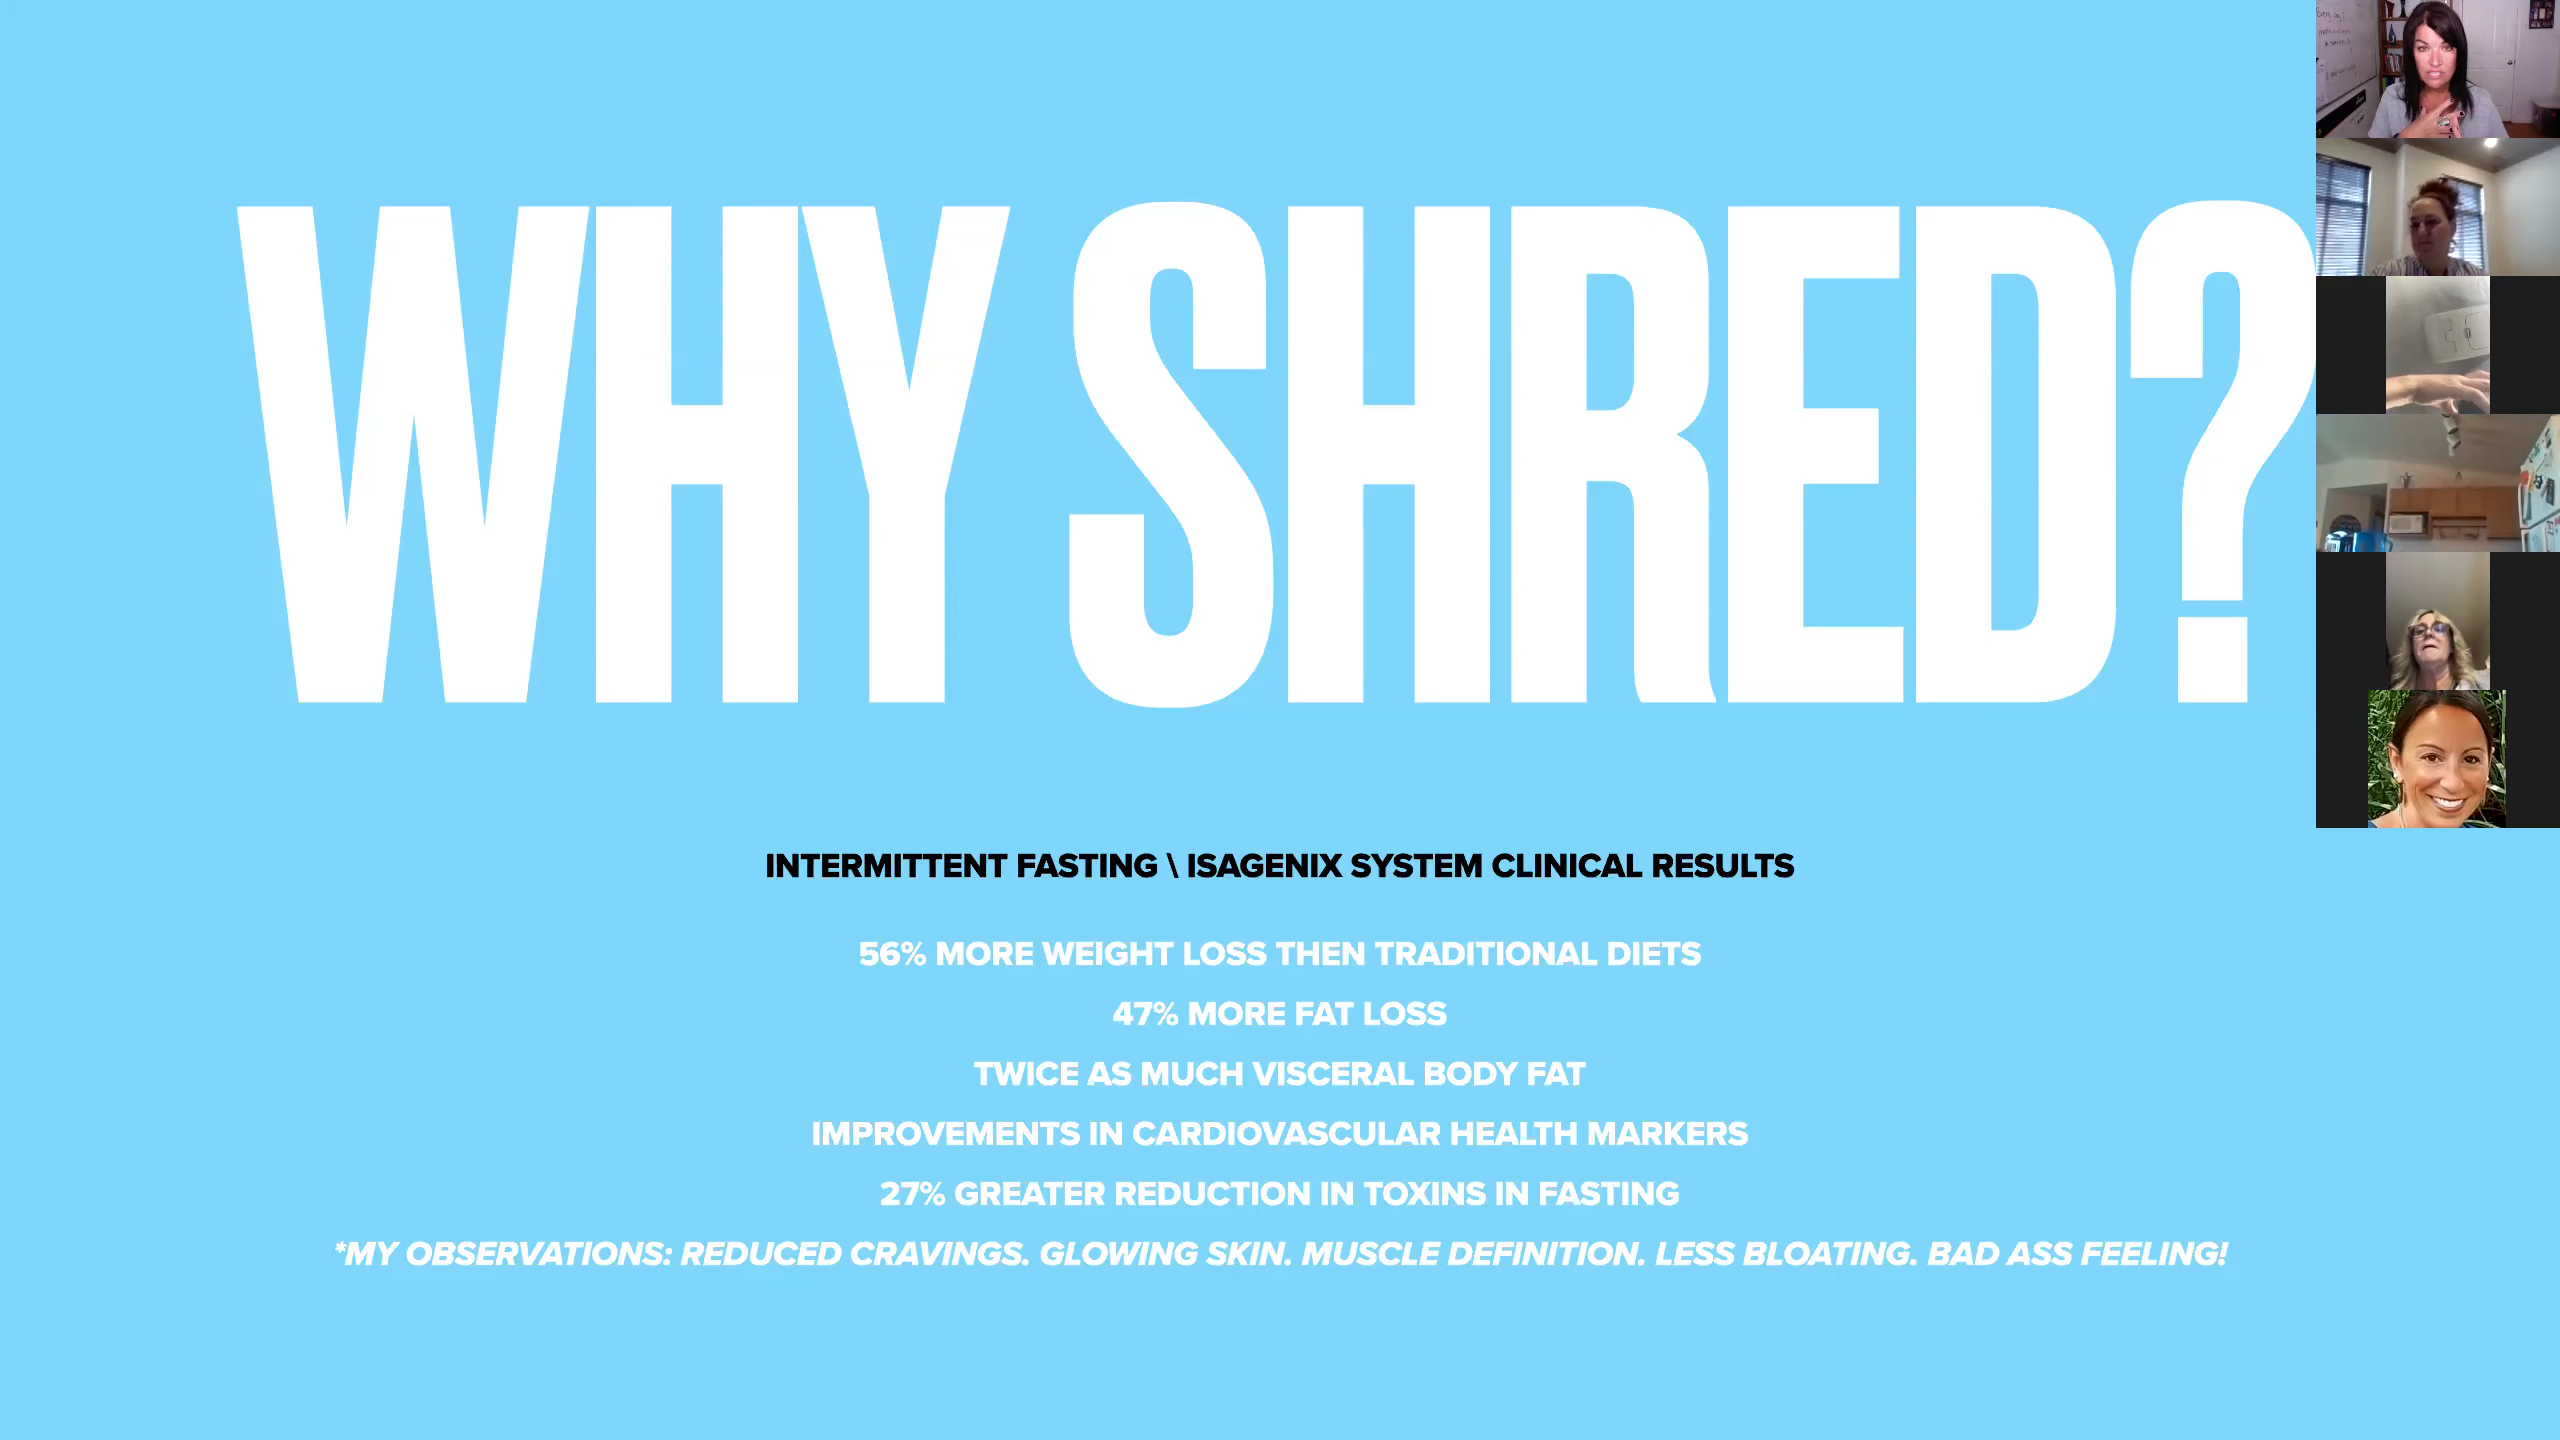 WHY SHRED?
INTERMITTENT FASTING \ ISAGENIX SYSTEM CLINICAL RESULTS
56% MORE WEIGHT LOSS THEN TRADITIONAL DIETS
47% MORE FAT LOSS
TWICE AS MUCH VISCERAL BODY FAT
IMPROVEMENTS IN CARDIOVASCULAR HEALTH MARKERS
27% GREATER REDUCTION IN TOXINS IN FASTING
*MY OBSERVATIONS: REDUCED CRAVINGS. GLOWING SKIN. MUSCLE DEFINITION. LESS BLOATING. BAD ASS FEELING!